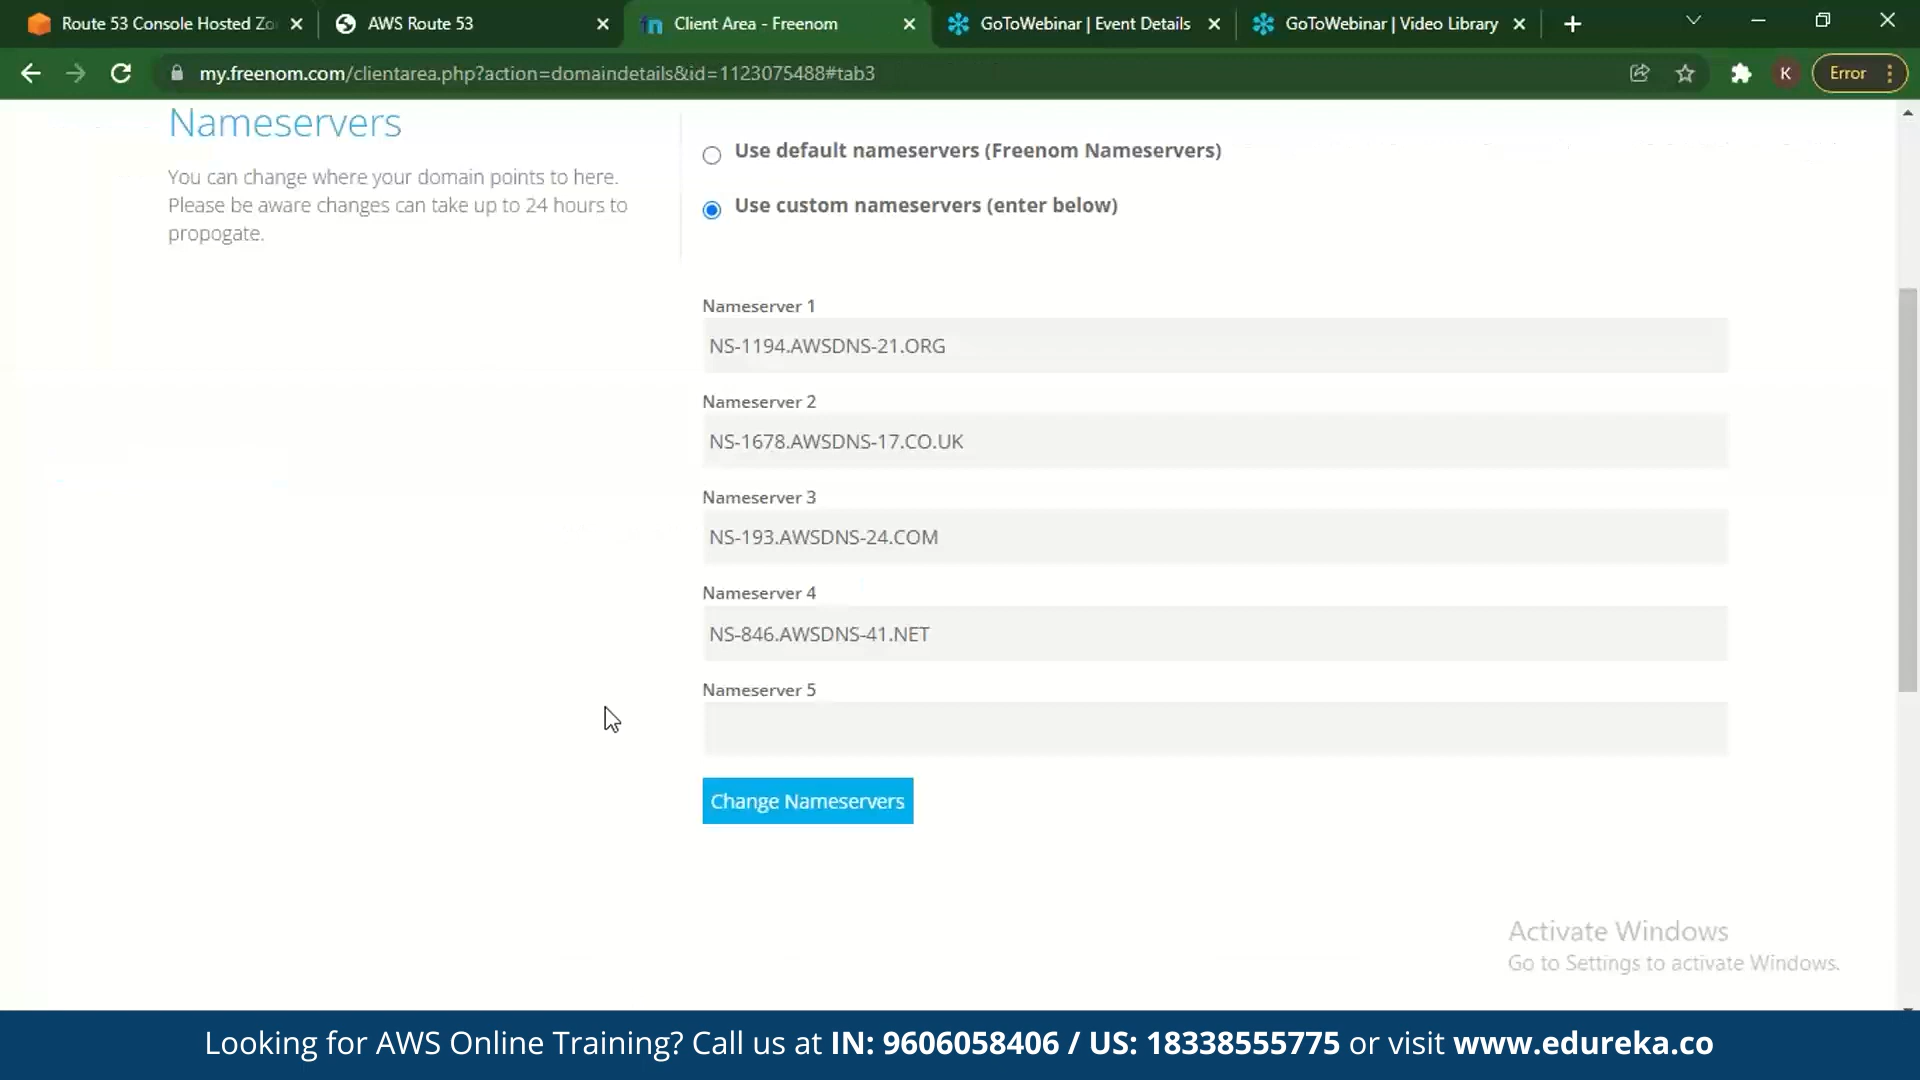 Route 53 Console Hosted Zo
AWS Route 53
Client Area - Freenom
GoToWebinar | Event Details
GoToWebinar | Video Library
my.freenom.com/clientarea.php?action=domaindetails&id=1123075488#tab3
K
Error
Nameservers
You can change where your domain points to here.
Please be aware changes can take up to 24 hours to
propogate.
Use default nameservers (Freenom Nameservers)
Use custom nameservers (enter below)
Nameserver 1
NS-1194.AWSDNS-21.ORG
Nameserver 2
NS-1678.AWSDNS-17.CO.UK
Nameserver 3
NS-193.AWSDNS-24.COM
Nameserver 4
NS-846.AWSDNS-41.NET
Nameserver 5
Change Nameservers
Activate Windows
Go to Settings to activate Windows.
Looking for AWS Online Training? Call us at IN: 9606058406 / US: 18338555775 or visit www.edureka.co